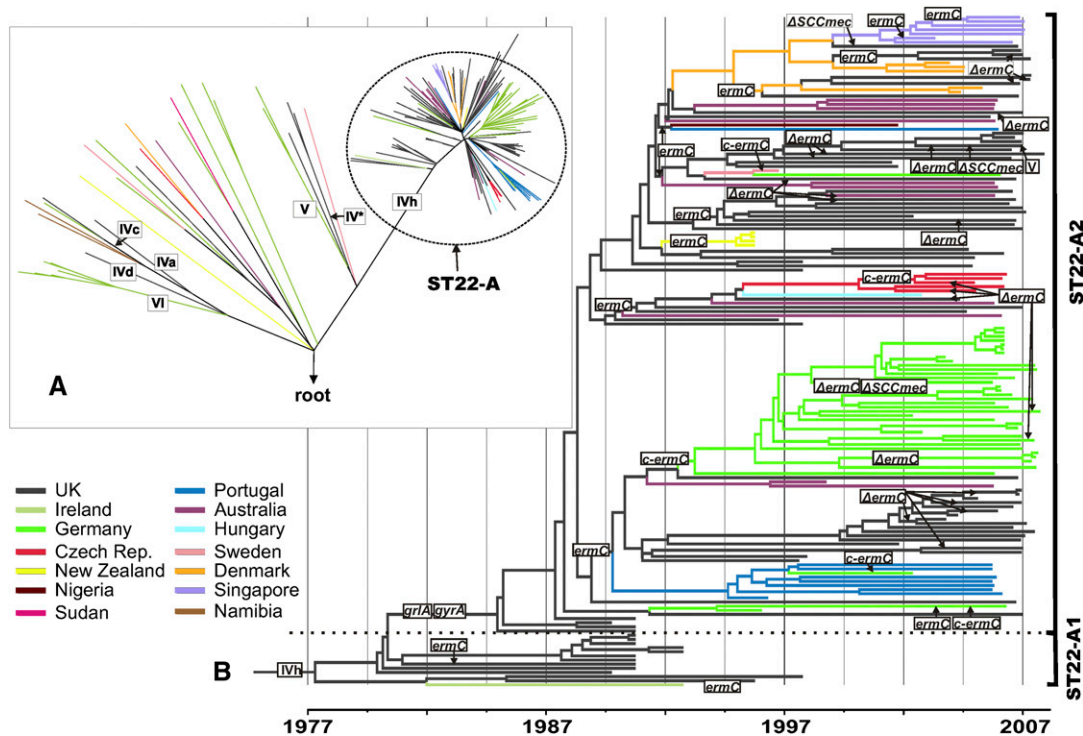 A
IVc
IVa
IVd
VI
V
IV*
IVh
ST22-A
root
ΔSCCmec
ermC
ermC
ermC
ΔermC
ermC
ΔermC
ermC
c-ermC
ΔermC
ΔermC
ΔSCCmec
V
ΔermC
ermC
ΔermC
ermC
c-ermC
ΔermC
ermC
ΔermC
ΔSCCmec
c-ermC
ΔermC
ΔermC
ermC
c-ermC
ermC
c-ermC
grlA
gyrA
ermC
IVh
ermC
B
ST22-A2
ST22-A1
UK
Ireland
Germany
Czech Rep.
New Zealand
Nigeria
Sudan
Portugal
Australia
Hungary
Sweden
Denmark
Singapore
Namibia
1977
1987
1997
2007